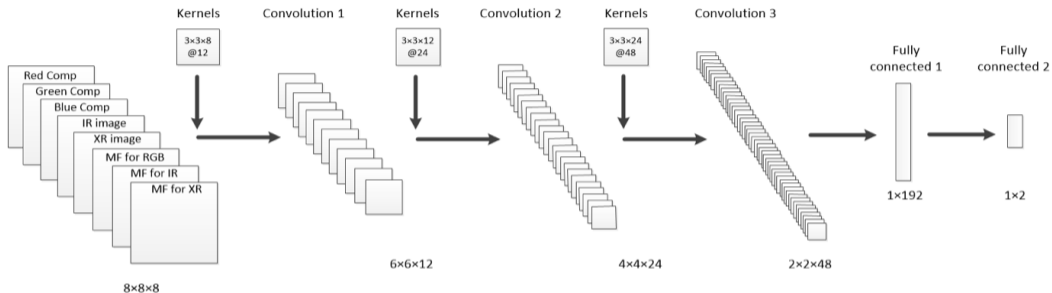 Kernels
Convolution 1
Kernels
Convolution 2
Kernels
Convolution 3
3×3×8
@12
3×3×12
@24
3×3×24
@48
Fully
connected 1
Fully
connected 2
Red Comp
Green Comp
Blue Comp
IR image
XR image
MF for RGB
MF for IR
MF for XR
1×192
1×2
6×6×12
4×4×24
2×2×48
8×8×8